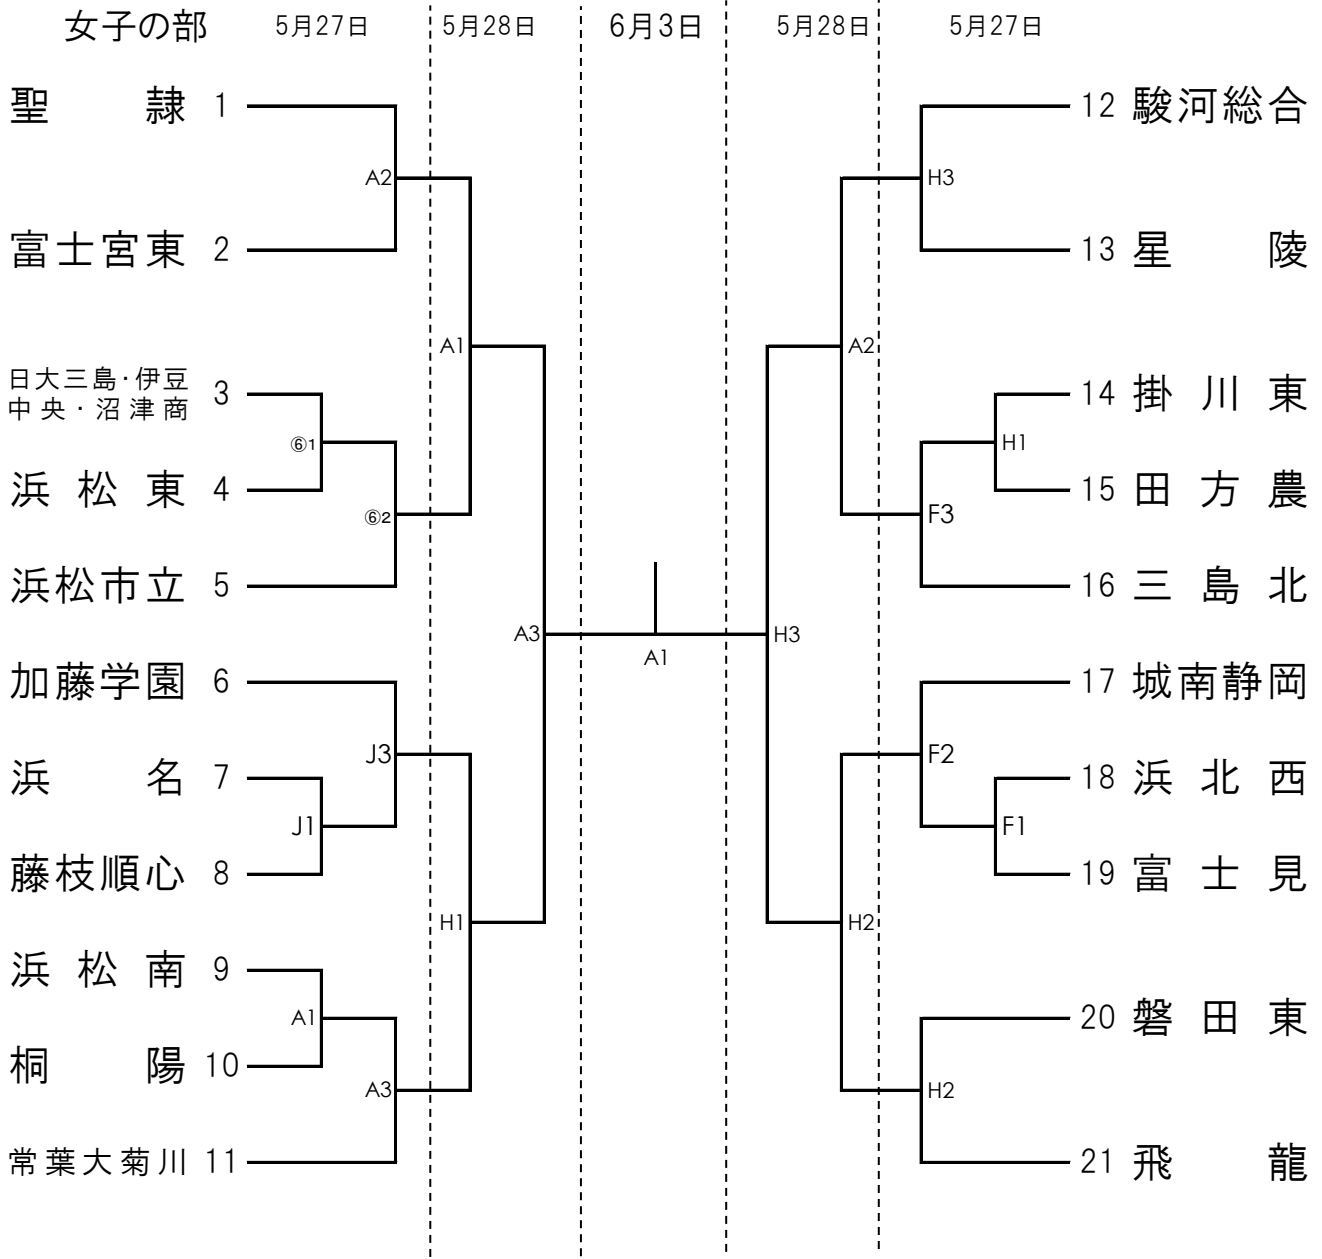 女子の部 5月27日 5月28日 6月3日 5月28日 5月27日
聖隷 1
A2
富士宮東 2
A1
日大三島・伊豆
中央・沼津商 3
⑥1
浜松東 4
⑥2
浜松市立 5
A3
加藤学園 6
J3
浜名 7
J1
藤枝順心 8
H1
浜松南 9
A1
桐陽 10
A3
常葉大菊川 11
A1
12 駿河総合
H3
13 星陵
A2
14 掛川東
H1
15 田方農
F3
16 三島北
H3
17 城南静岡
F2
18 浜北西
F1
19 富士見
H2
20 磐田東
H2
21 飛龍